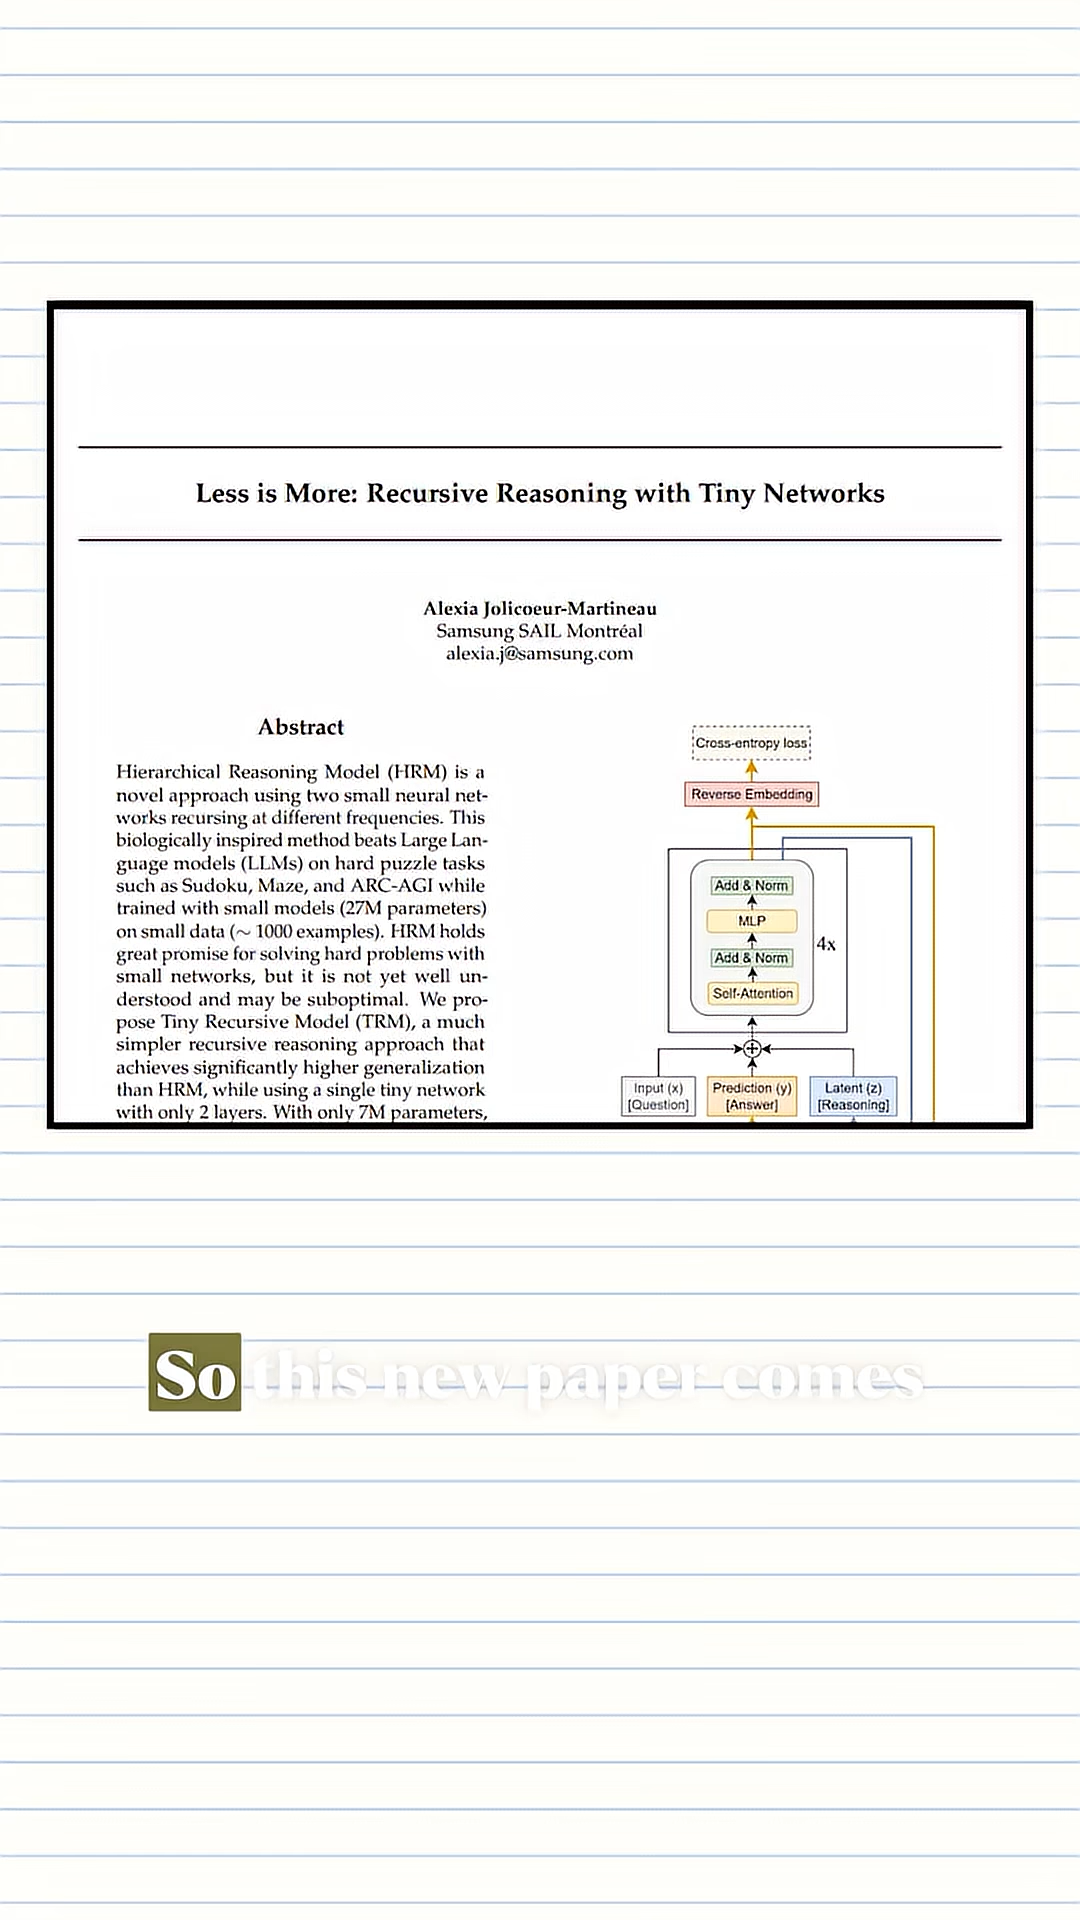 Less is More: Recursive Reasoning with Tiny Networks
Alexia Jolicoeur-Martineau
Samsung SAIL Montréal
alexia.j@samsung.com
Abstract
Hierarchical Reasoning Model (HRM) is a
novel approach using two small neural net-
works recursing at different frequencies. This
biologically inspired method beats Large Lan-
guage models (LLMs) on hard puzzle tasks
such as Sudoku, Maze, and ARC-AGI while
trained with small models (27M parameters)
on small data (~ 1000 examples). HRM holds
great promise for solving hard problems with
small networks, but it is not yet well un-
derstood and may be suboptimal. We pro-
pose Tiny Recursive Model (TRM), a much
simpler recursive reasoning approach that
achieves significantly higher generalization
than HRM, while using a single tiny network
with only 2 layers. With only 7M parameters,
Cross-entropy loss
Reverse Embedding
Add & Norm
MLP
4x
Add & Norm
Self-Attention
Input (x)
[Question]
Prediction (y)
[Answer]
Latent (z)
[Reasoning]
So this new paper comes